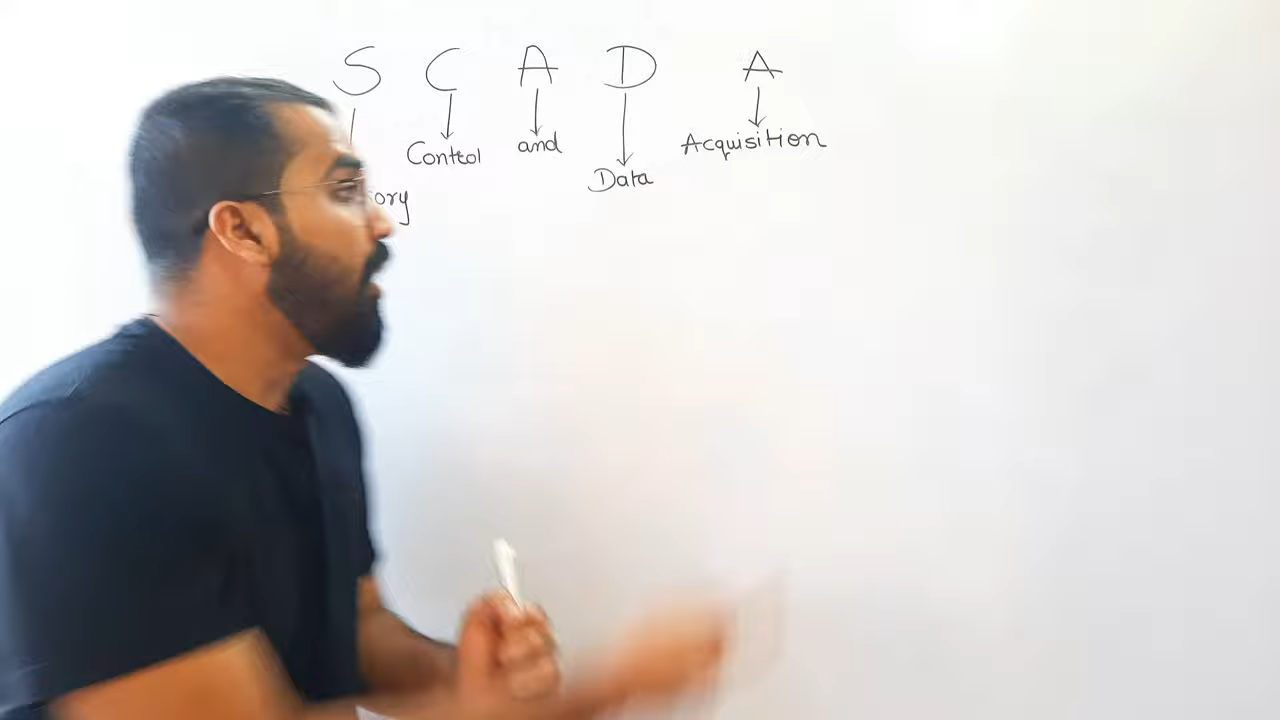 S C A D A
Control and Acquisition
Data
ory